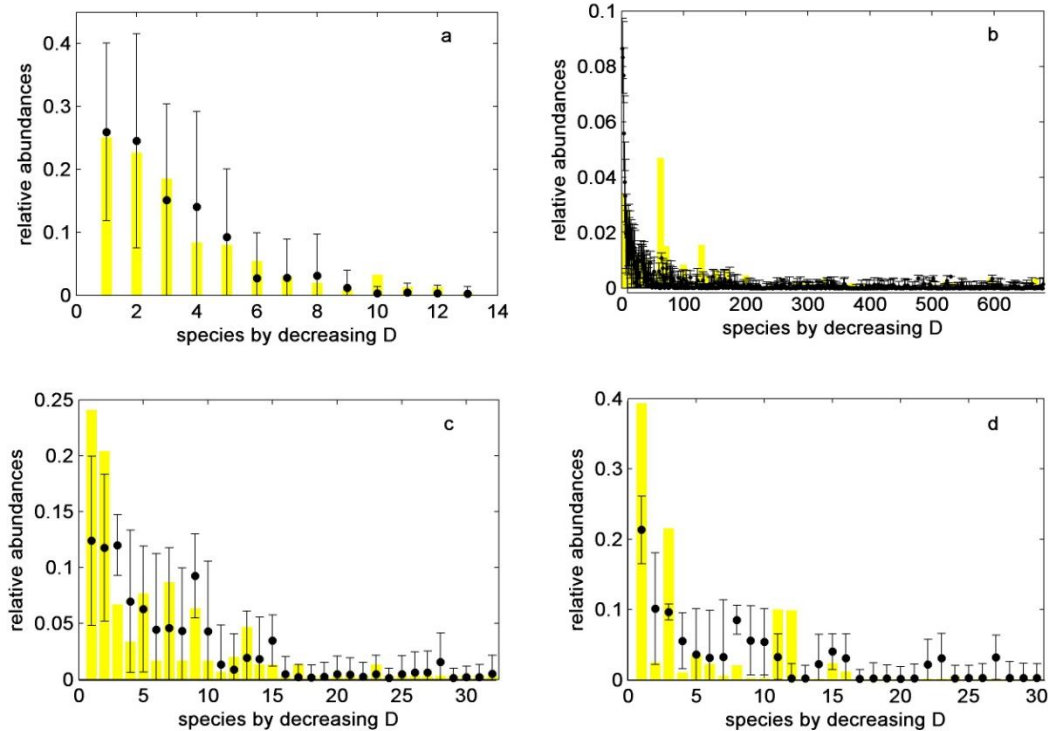 a
relative abundances
0.4
0.3
0.2
0.1
0
0 2 4 6 8 10 12 14
species by decreasing D
b
relative abundances
0.1
0.08
0.06
0.04
0.02
0
0 100 200 300 400 500 600
species by decreasing D
c
relative abundances
0.25
0.2
0.15
0.1
0.05
0
0 5 10 15 20 25 30
species by decreasing D
d
relative abundances
0.4
0.3
0.2
0.1
0
0 5 10 15 20 25 30
species by decreasing D